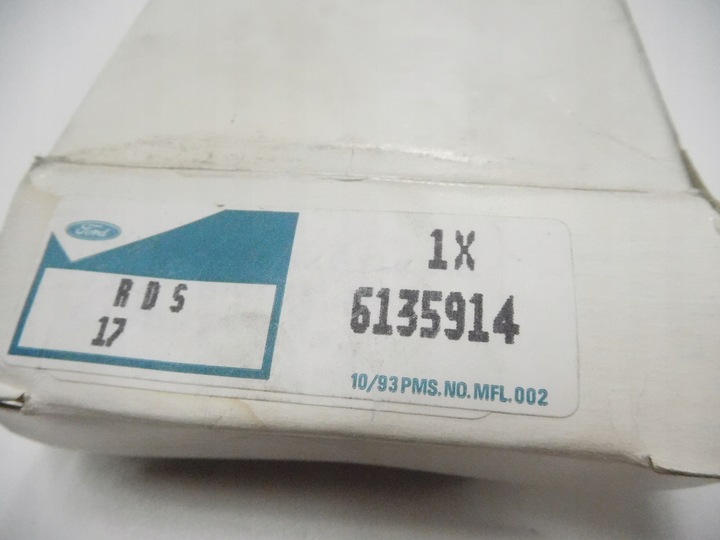 Ford
R D S
17
1X
6135914
10/93 PMS. NO. MFL. 002